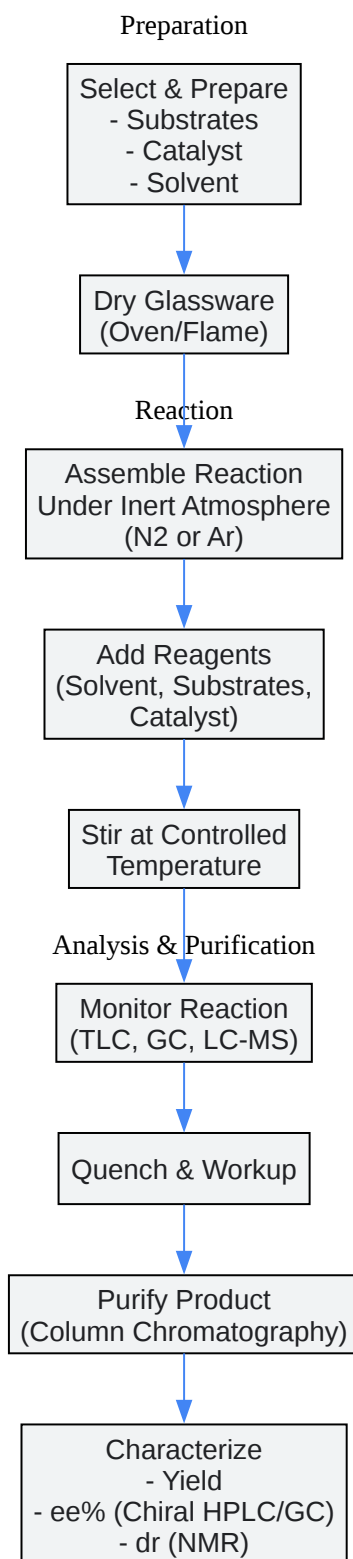 Preparation
Select & Prepare
- Substrates
- Catalyst
- Solvent
Dry Glassware
(Oven/Flame)
Reaction
Assemble Reaction
Under Inert Atmosphere
(N2 or Ar)
Add Reagents
(Solvent, Substrates,
Catalyst)
Stir at Controlled
Temperature
Analysis & Purification
Monitor Reaction
(TLC, GC, LC-MS)
Quench & Workup
Purify Product
(Column Chromatography)
Characterize
- Yield
- ee% (Chiral HPLC/GC)
- dr (NMR)